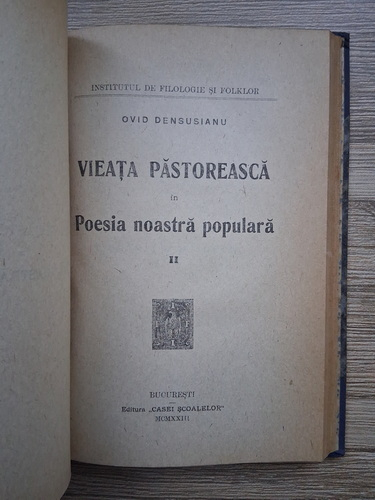 INSTITUTUL DE FILOLOGIE ȘI FOLKLOR
OVID DENSUSIANU
VIEAȚA PĂSTOREASCĂ
în
Poesia noastră populară
II
BUCUREȘTI
Editura „CASEI ȘCOALELOR"
MCMXXIII